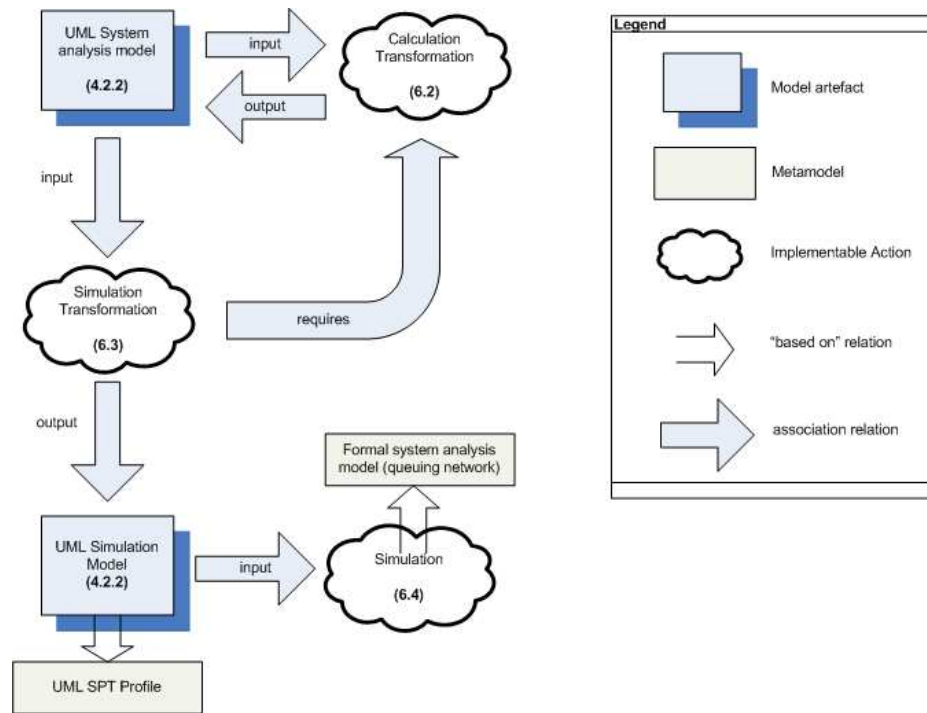 UML System
analysis model
(4.2.2)
input
output
Calculation
Transformation
(6.2)
input
Simulation
Transformation
(6.3)
requires
output
Formal system analysis
model (queuing network)
UML Simulation
Model
(4.2.2)
input
Simulation
(6.4)
UML SPT Profile
Legend
Model artefact
Metamodel
Implementable Action
"based on" relation
association relation